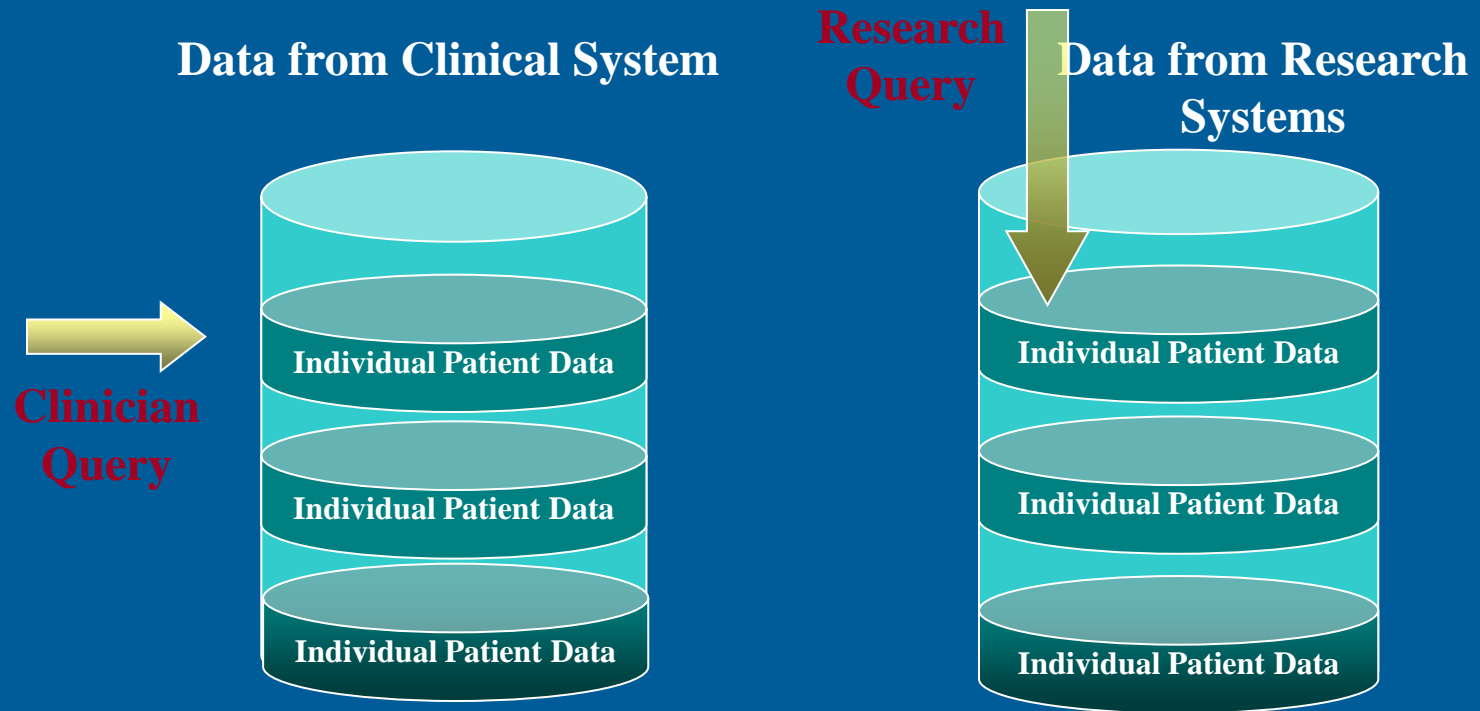 Data from Clinical System
Clinician
Query
Individual Patient Data
Individual Patient Data
Individual Patient Data
Research
Query
Data from Research
Systems
Individual Patient Data
Individual Patient Data
Individual Patient Data